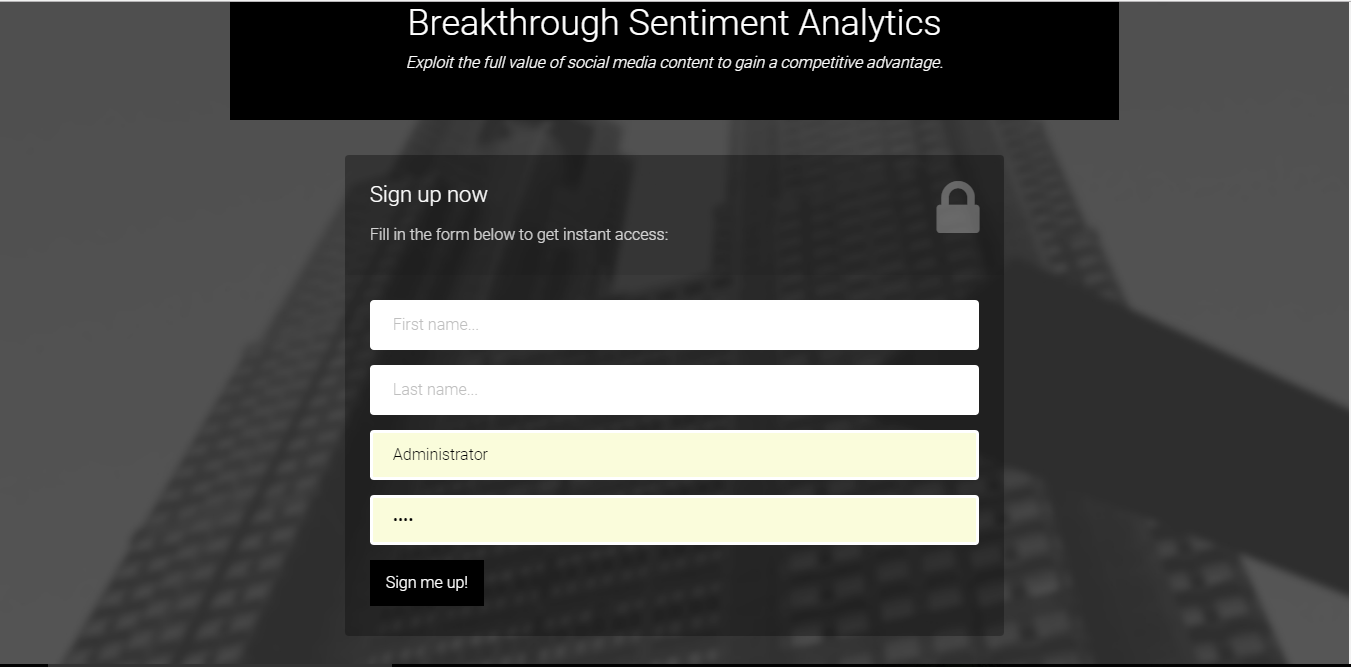 Breakthrough Sentiment Analytics
Exploit the full value of social media content to gain a competitive advantage.
Sign up now
Fill in the form below to get instant access:
First name...
Last name...
Administrator
••••
Sign me up!